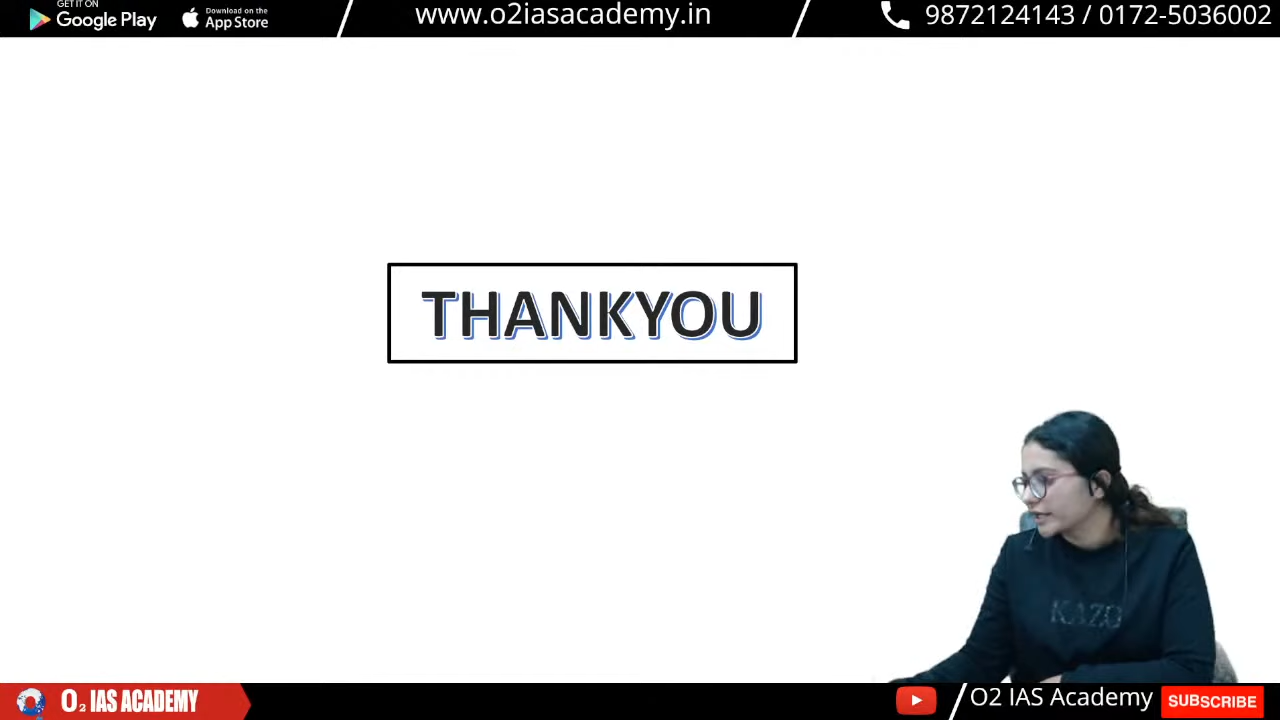 GET IT ON
Google Play
Download on the
App Store
www.o2iasacademy.in
9872124143 / 0172-5036002
THANKYOU
KAZO
O₂ IAS ACADEMY
O2 IAS Academy
SUBSCRIBE